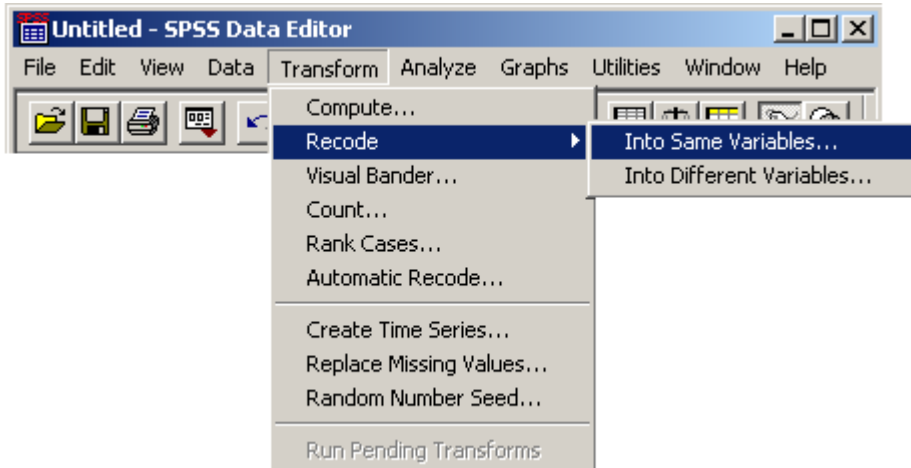 SPSS
Untitled - SPSS Data Editor
File Edit View Data Transform Analyze Graphs Utilities Window Help
Compute...
Recode
Into Same Variables...
Into Different Variables...
Visual Bander...
Count...
Rank Cases...
Automatic Recode...
Create Time Series...
Replace Missing Values...
Random Number Seed...
Run Pending Transforms